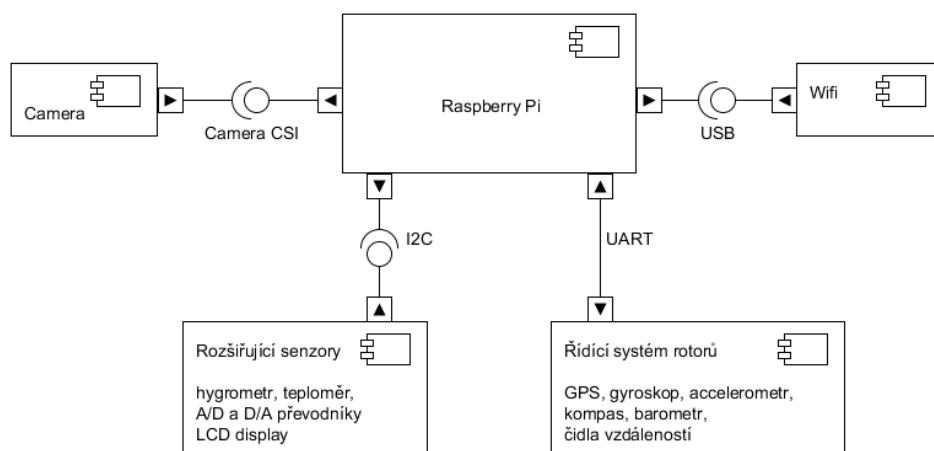 Camera
Camera CSI
Raspberry Pi
USB
Wifi
I2C
UART
Rozšiřující senzory
hygrometr, teploměr,
A/D a D/A převodníky
LCD display
Řídící systém rotorů
GPS, gyroskop, accelerometr,
kompas, barometr,
čidla vzdáleností